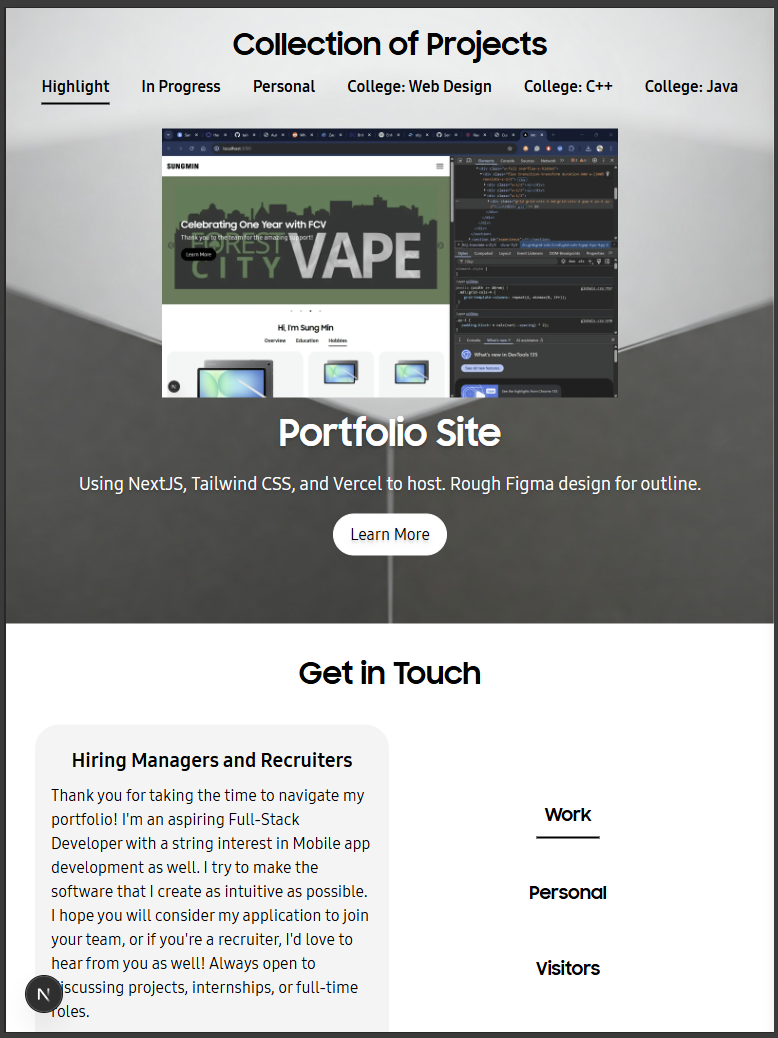 Collection of Projects
Highlight In Progress Personal College: Web Design College: C++ College: Java
SUNGMIN
Celebrating One Year with FCV
Thank you to the team for the amazing support!
Learn More
FOREST
CITY VAPE
Hi, I'm Sung Min
Overview Education Hobbies
What's new in DevTools 135
See all new features
Portfolio Site
Using NextJS, Tailwind CSS, and Vercel to host. Rough Figma design for outline.
Learn More
Get in Touch
Hiring Managers and Recruiters
Thank you for taking the time to navigate my
portfolio! I'm an aspiring Full-Stack
Developer with a string interest in Mobile app
development as well. I try to make the
software that I create as intuitive as possible.
I hope you will consider my application to join
your team, or if you're a recruiter, I'd love to
hear from you as well! Always open to
discussing projects, internships, or full-time
roles.
Work
Personal
Visitors
N